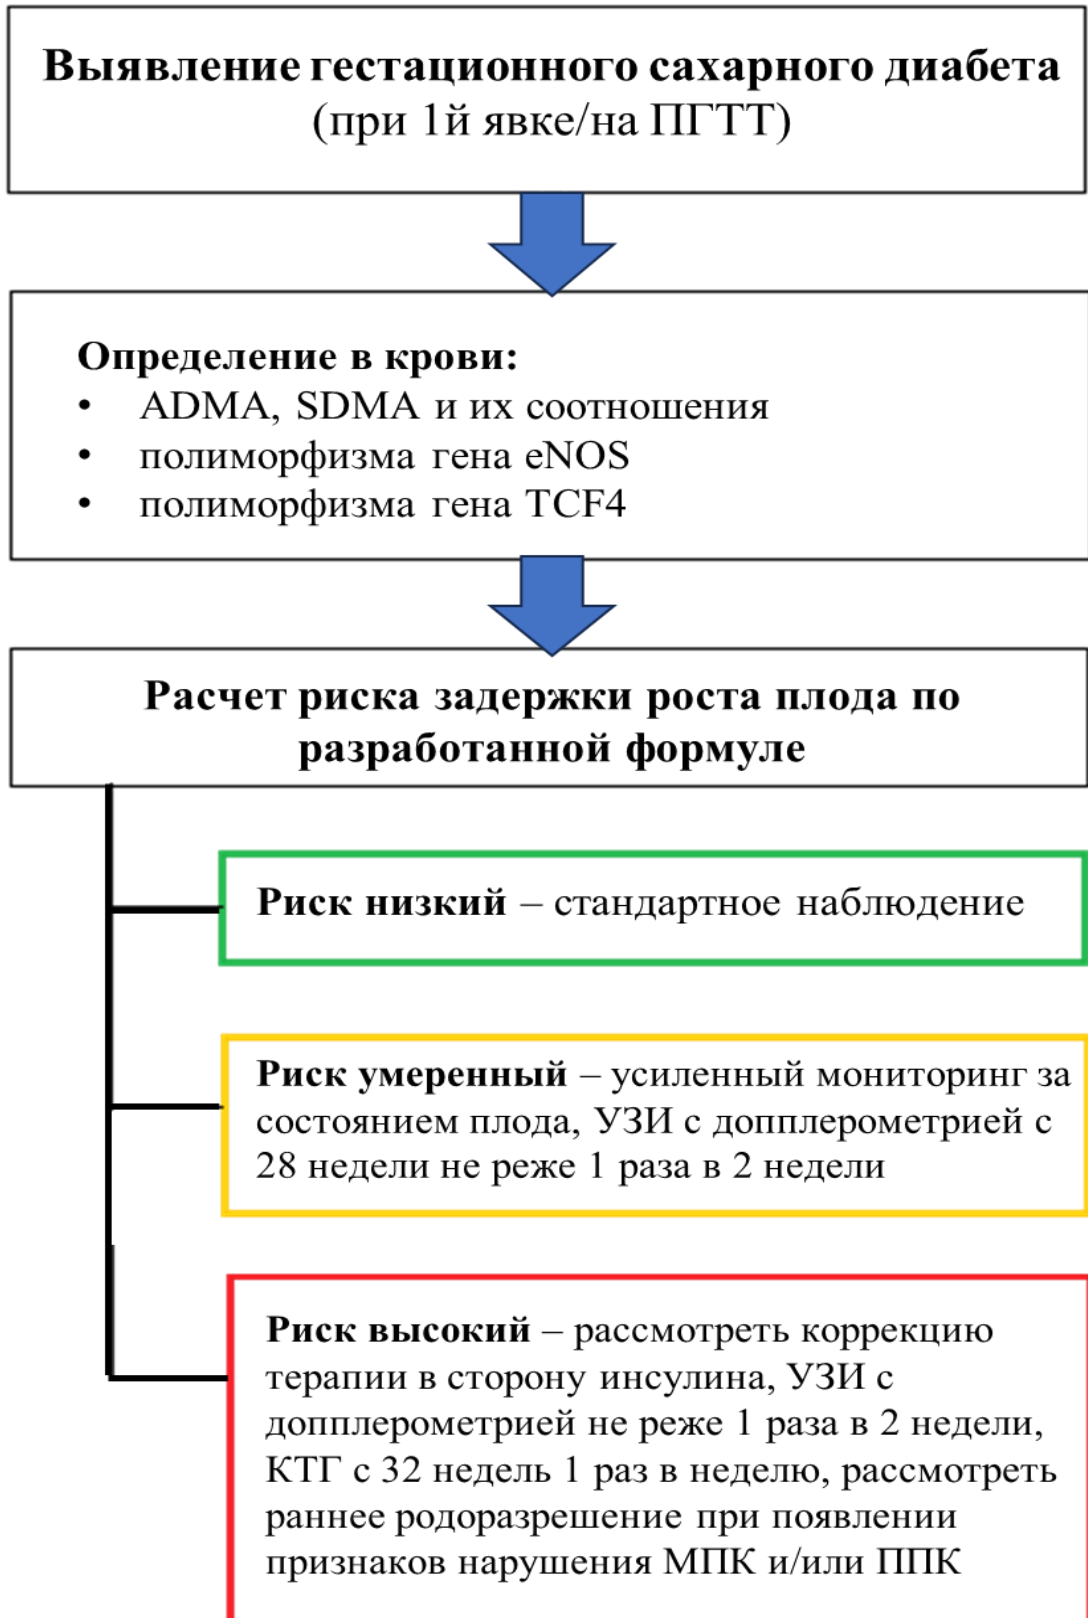 Выявление гестационного сахарного диабета
(при 1й явке/на ПГТТ)
Определение в крови:
• ADMA, SDMA и их соотношения
• полиморфизма гена eNOS
• полиморфизма гена TCF4
Расчет риска задержки роста плода по
разработанной формуле
Риск низкий – стандартное наблюдение
Риск умеренный – усиленный мониторинг за
состоянием плода, УЗИ с допплерометрией с
28 недели не реже 1 раза в 2 недели
Риск высокий – рассмотреть коррекцию
терапии в сторону инсулина, УЗИ с
допплерометрией не реже 1 раза в 2 недели,
КТГ с 32 недель 1 раз в неделю, рассмотреть
раннее родоразрешение при появлении
признаков нарушения МПК и/или ППК